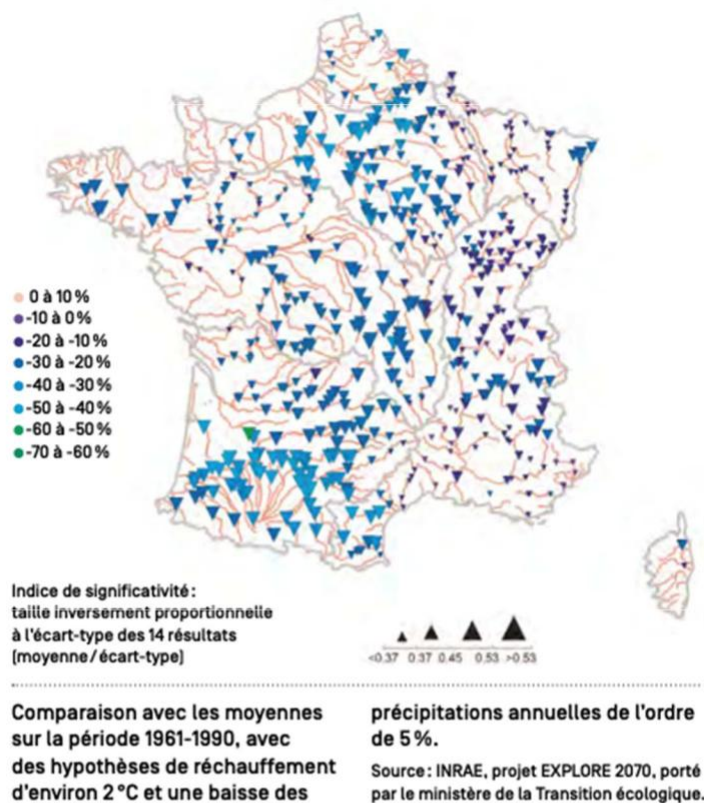 0 à 10 %
-10 à 0%
-20 à -10 %
-30 à -20 %
-40 à -30 %
-50 à -40 %
-60 à -50 %
-70 à -60 %
Indice de significativité :
taille inversement proportionnelle
à l'écart-type des 14 résultats
(moyenne / écart-type)
<0.37 0.37 0.45 0.53 >0.53
Comparaison avec les moyennes
sur la période 1961-1990, avec
des hypothèses de réchauffement
d'environ 2 °C et une baisse des
précipitations annuelles de l'ordre
de 5 %.
Source : INRAE, projet EXPLORE 2070, porté
par le ministère de la Transition écologique.